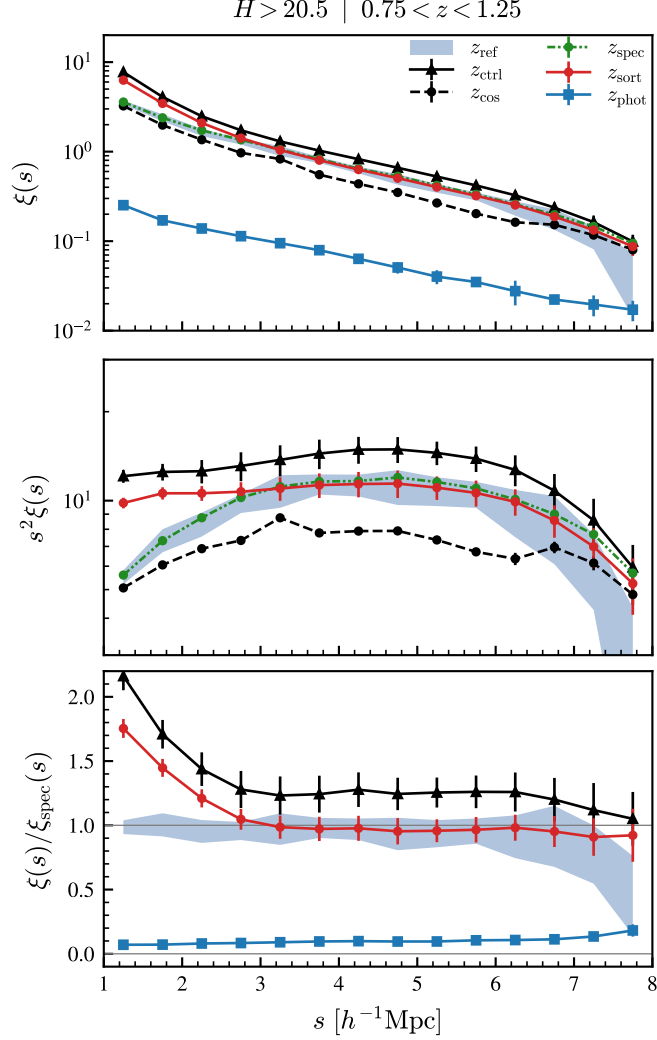 H > 20.5 | 0.75 < z < 1.25
z_ref
z_ctrl
z_cos
z_spec
z_sort
z_phot
10^1
10^0
10^−1
10^−2
ξ(s)
10^1
s^2ξ(s)
2.0
1.5
1.0
0.5
0.0
ξ(s)/ξ_spec(s)
1 2 3 4 5 6 7 8
s [h^−1Mpc]